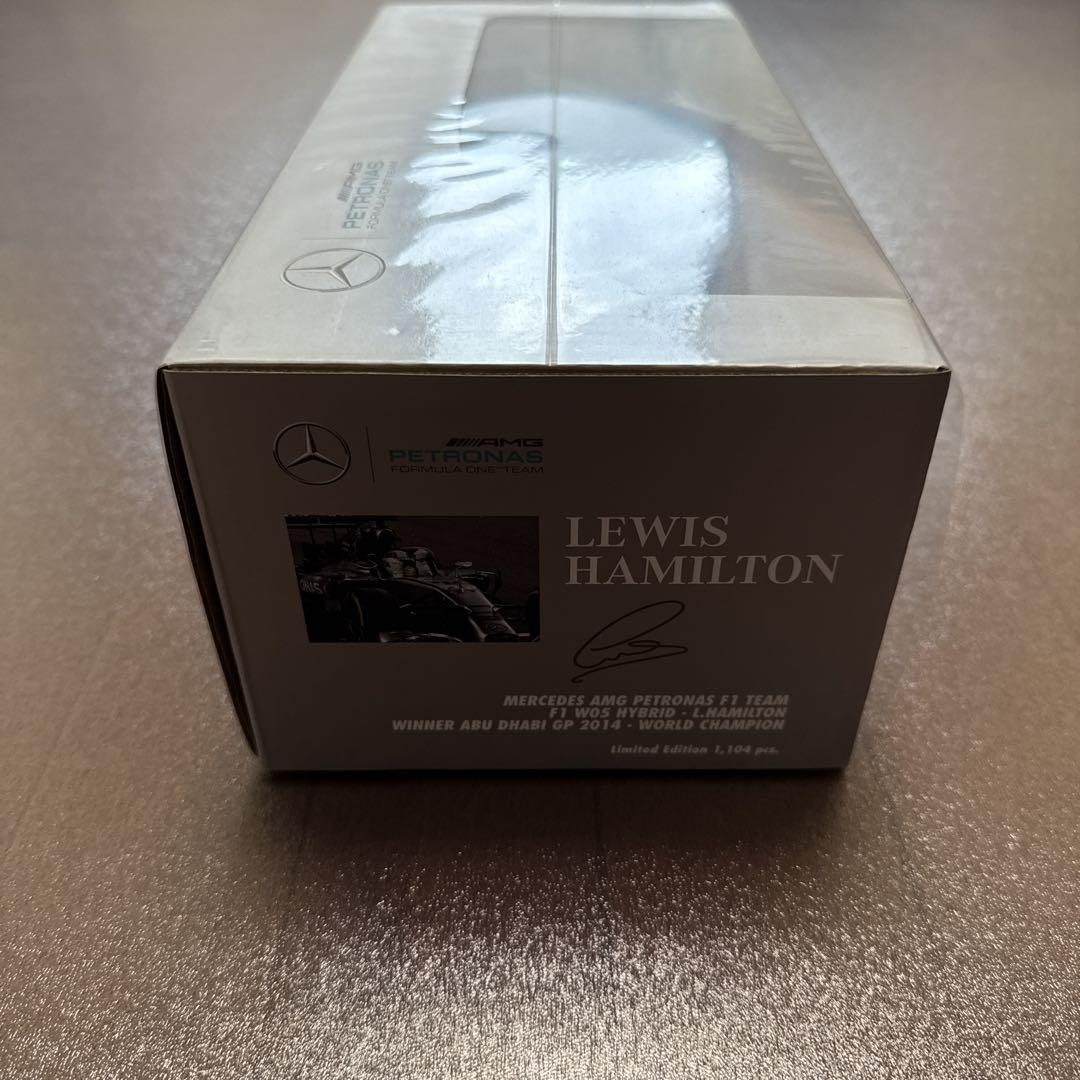 AMG
PETRONAS
FORMULA ONE TEAM
AMG
PETRONAS
FORMULA ONE™ TEAM
LEWIS
HAMILTON
MERCEDES AMG PETRONAS F1 TEAM
F1 W05 HYBRID - L.HAMILTON
WINNER ABU DHABI GP 2014 - WORLD CHAMPION
Limited Edition 1,104 pcs.